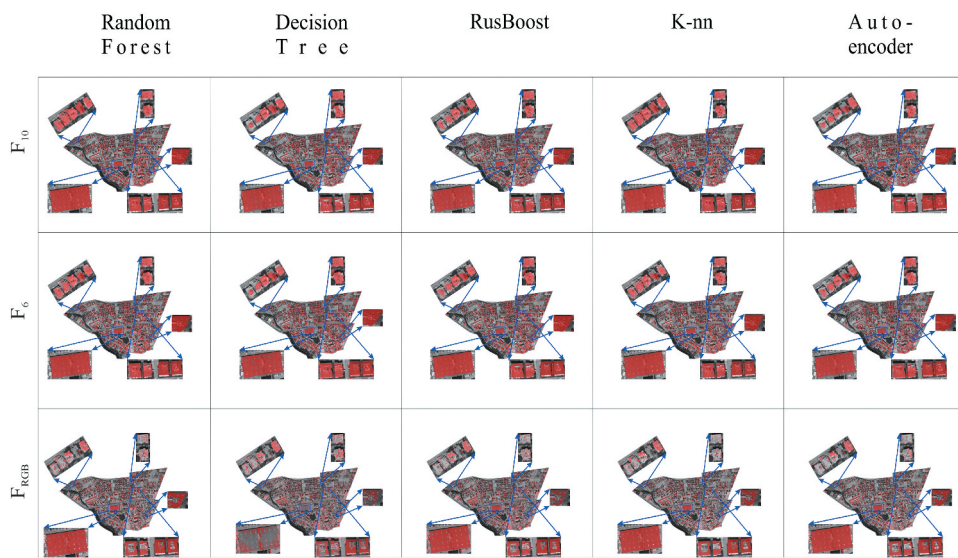 Random
Forest
Decision
Tree
RusBoost
K-nn
Auto-
encoder
F10
F6
FRGB